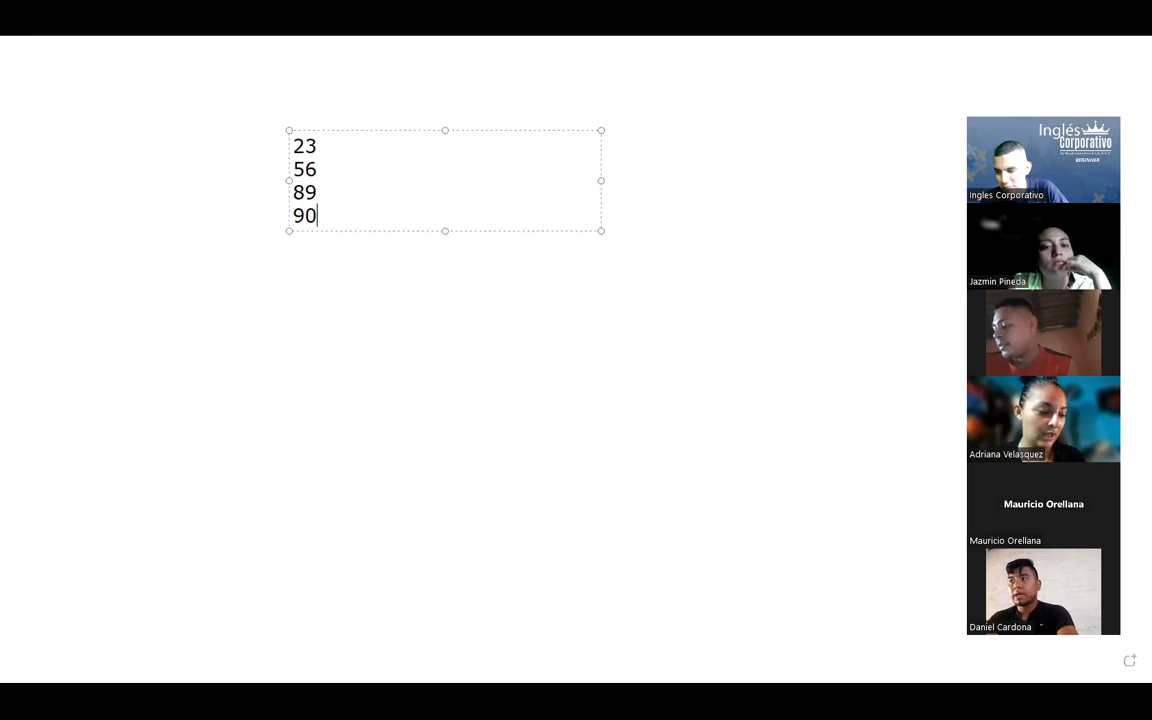 23
56
89
90
Inglés
Corporativo
BEGINNER
Ingles Corporativo
Jazmin Pineda
Adriana Velasquez
Mauricio Orellana
Mauricio Orellana
Daniel Cardona